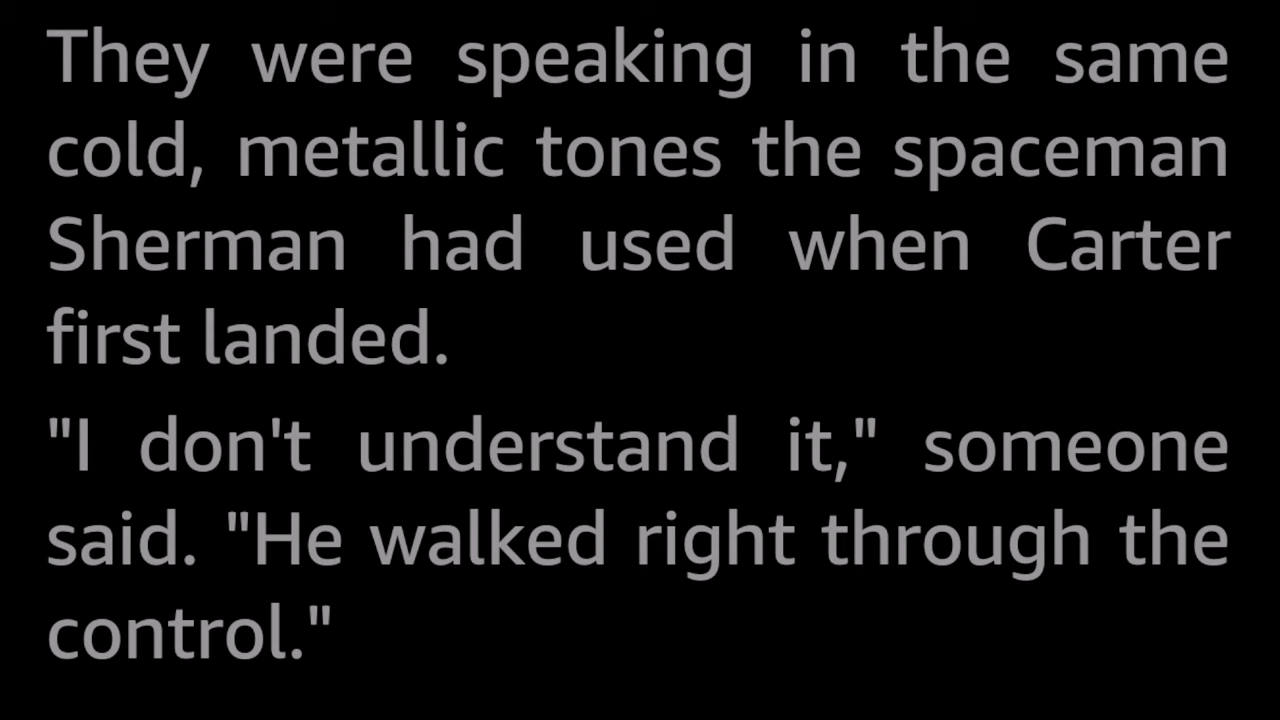 They were speaking in the same
cold, metallic tones the spaceman
Sherman had used when Carter
first landed.
"I don't understand it," someone
said. "He walked right through the
control."